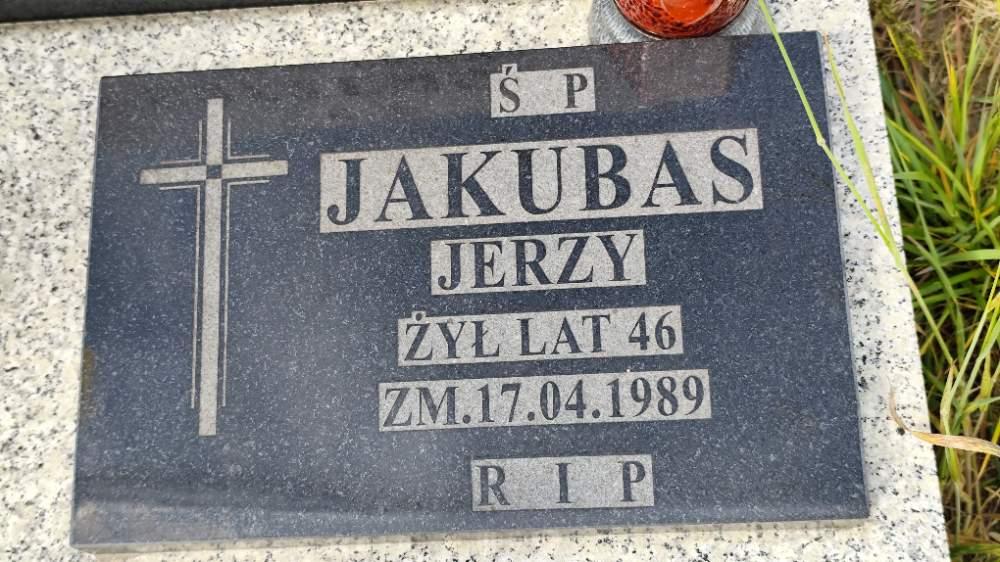 Ś P
JAKUBAS
JERZY
ŻYŁ LAT 46
ZM.17.04.1989
R I P